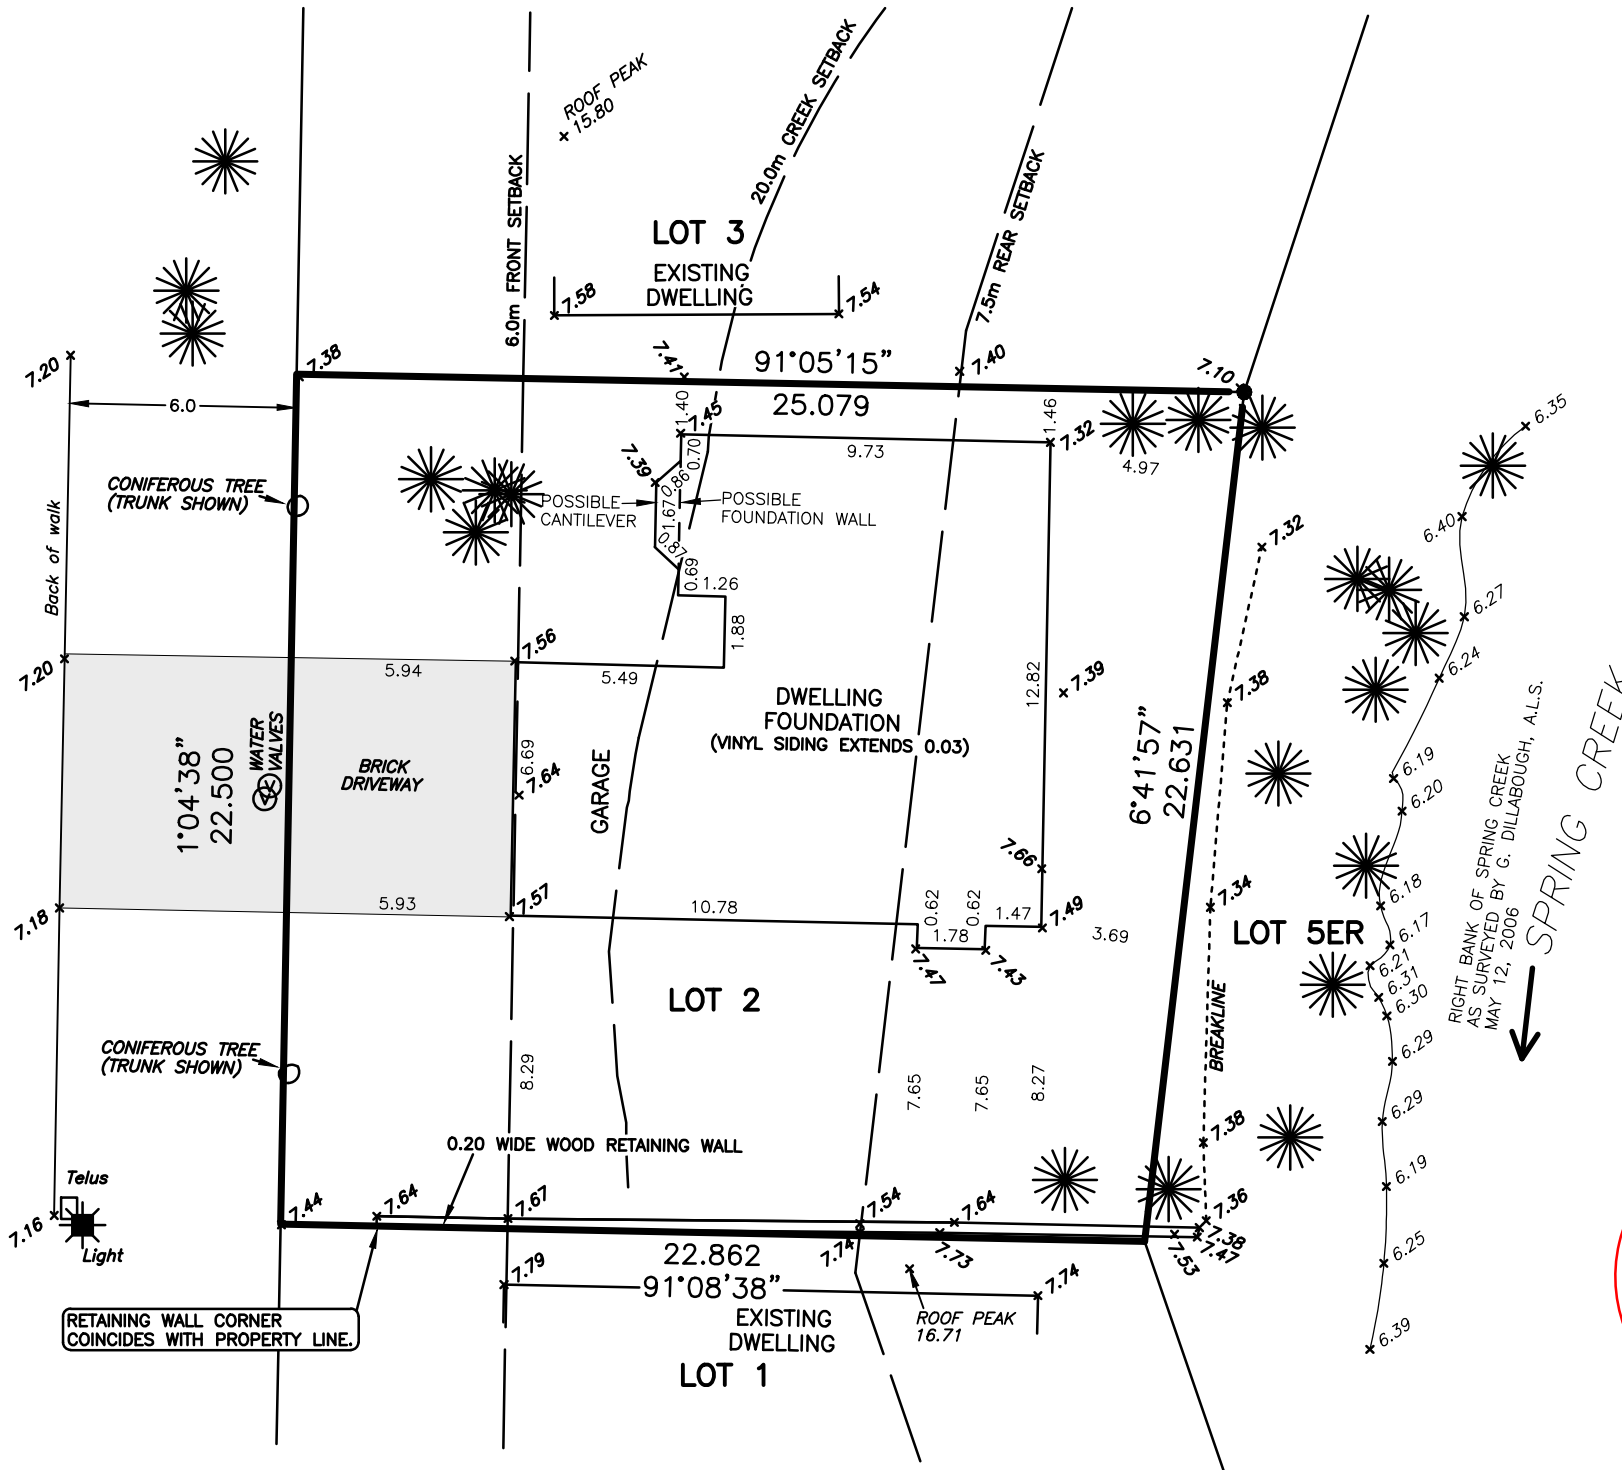 ROOF PEAK
15.80
20.0m CREEK SETBACK
6.0m FRONT SETBACK
7.5m REAR SETBACK
LOT 3
EXISTING
DWELLING
7.58
7.54
7.20
7.38
7.41
91°05'15"
7.40
7.10
6.0
25.079
1.40
7.45
1.46
7.32
6.35
9.73
4.97
0.70
7.39
0.86
CONIFEROUS TREE
(TRUNK SHOWN)
POSSIBLE
CANTILEVER
1.67
POSSIBLE
FOUNDATION WALL
6.40
7.32
Back of walk
0.87
0.69
1.26
6.27
1.88
7.20
5.94
7.56
5.49
6.24
12.82
7.39
7.38
DWELLING
FOUNDATION
(VINYL SIDING EXTENDS 0.03)
1°04'38"
22.500
WATER
VALVES
BRICK
DRIVEWAY
6.69
7.64
GARAGE
6°41'57"
22.631
6.19
6.20
RIGHT BANK OF SPRING CREEK
AS SURVEYED BY G. DILLABOUGH, A.L.S.
MAY 12, 2006
SPRING CREEK
7.66
7.18
5.93
7.57
10.78
0.62
0.62
1.47
7.49
1.78
3.69
7.34
6.18
LOT 5ER
7.47
7.43
6.17
6.21
6.31
6.30
LOT 2
BREAKLINE
6.29
CONIFEROUS TREE
(TRUNK SHOWN)
8.29
7.65
7.65
8.27
6.29
0.20 WIDE WOOD RETAINING WALL
7.38
Telus
6.19
7.16
Light
7.44
7.64
7.67
7.54
7.64
7.36
7.38
7.47
7.53
22.862
7.74
7.73
7.79
91°08'38"
7.74
6.25
RETAINING WALL CORNER
COINCIDES WITH PROPERTY LINE.
EXISTING
DWELLING
ROOF PEAK
16.71
6.39
LOT 1